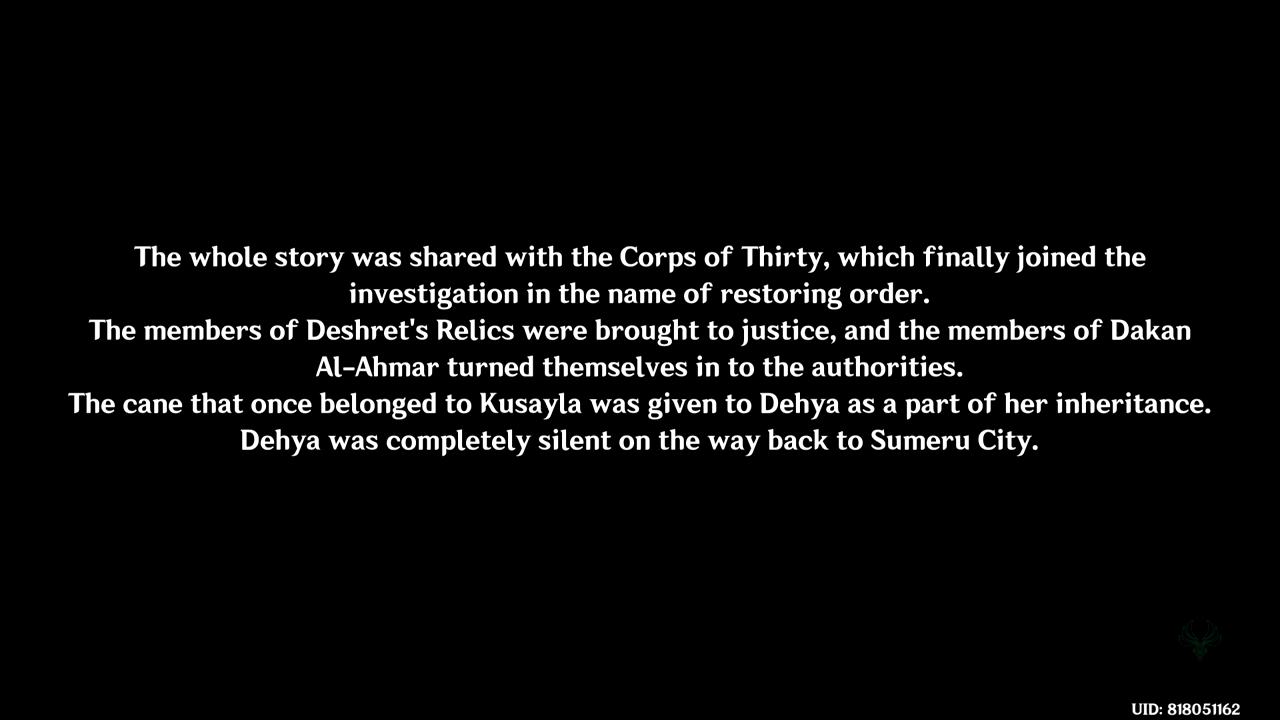 The whole story was shared with the Corps of Thirty, which finally joined the
investigation in the name of restoring order.
The members of Deshret's Relics were brought to justice, and the members of Dakan
Al-Ahmar turned themselves in to the authorities.
The cane that once belonged to Kusayla was given to Dehya as a part of her inheritance.
Dehya was completely silent on the way back to Sumeru City.
UID: 818051162